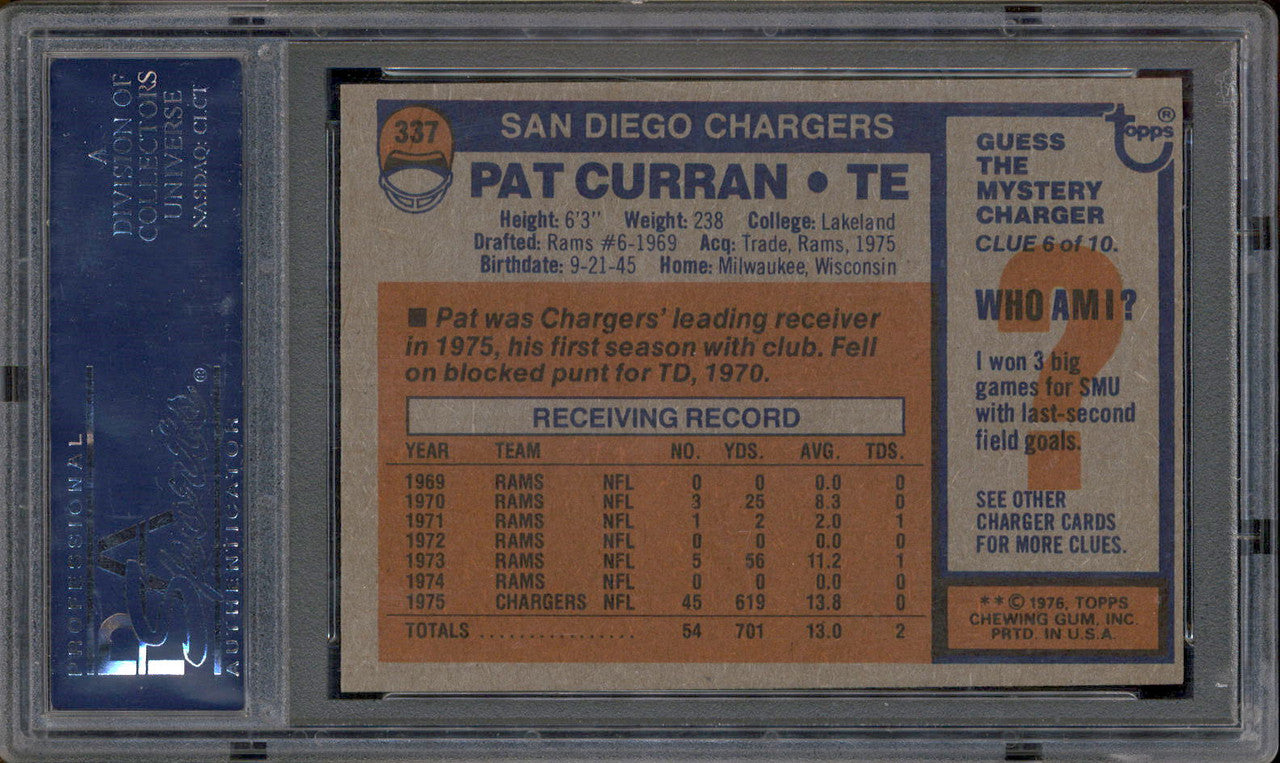 A
DIVISION OF
COLLECTORS
UNIVERSE
NASDAQ: CLCT
PSA
PROFESSIONAL
Sports
AUTHENTICATOR
®
337
SAN DIEGO CHARGERS
PAT CURRAN • TE
Height: 6'3" Weight: 238 College: Lakeland
Drafted: Rams #6-1969 Acq: Trade, Rams, 1975
Birthdate: 9-21-45 Home: Milwaukee, Wisconsin
■ Pat was Chargers' leading receiver
in 1975, his first season with club. Fell
on blocked punt for TD, 1970.
RECEIVING RECORD
YEAR TEAM NO. YDS. AVG. TDS.
1969 RAMS NFL 0 0 0.0 0
1970 RAMS NFL 3 25 8.3 0
1971 RAMS NFL 1 2 2.0 1
1972 RAMS NFL 0 0 0.0 0
1973 RAMS NFL 5 56 11.2 1
1974 RAMS NFL 0 0 0.0 0
1975 CHARGERS NFL 45 619 13.8 0
TOTALS .................... 54 701 13.0 2
topps®
GUESS
THE
MYSTERY
CHARGER
CLUE 6 of 10.
?
WHO AM I?
I won 3 big
games for SMU
with last-second
field goals.
SEE OTHER
CHARGER CARDS
FOR MORE CLUES.
* * © 1976, TOPPS
CHEWING GUM, INC.
PRTD. IN U.S.A.